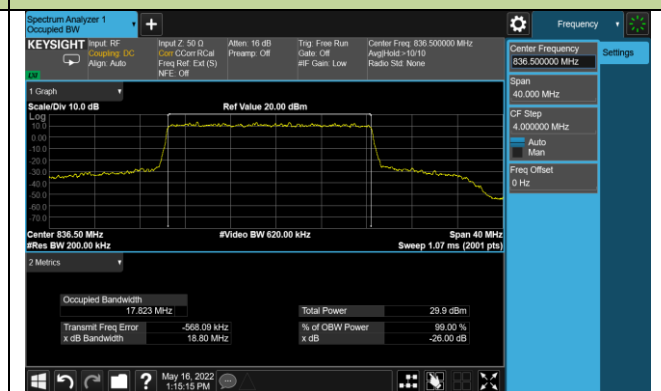 Spectrum Analyzer 1
Occupied BW
+
Frequency
KEYSIGHT
Input: RF
Coupling: DC
Align: Auto
Input Z: 50 Ω
Corr CCorr RCal
Freq Ref: Ext (S)
NFE: Off
Atten: 16 dB
Preamp: Off
Trig: Free Run
Gate: Off
#IF Gain: Low
Center Freq: 836.500000 MHz
Avg|Hold:>10/10
Radio Std: None
Center Frequency
836.500000 MHz
Settings
Span
40.000 MHz
CF Step
4.000000 MHz
Auto
Man
Freq Offset
0 Hz
1 Graph
Scale/Div 10.0 dB
Ref Value 20.00 dBm
Log
10.0
0.00
-10.0
-20.0
-30.0
-40.0
-50.0
-60.0
-70.0
Center 836.50 MHz
#Video BW 620.00 kHz
Span 40 MHz
#Res BW 200.00 kHz
Sweep 1.07 ms (2001 pts)
2 Metrics
Occupied Bandwidth
17.823 MHz
Total Power 29.9 dBm
Transmit Freq Error -568.09 kHz
% of OBW Power 99.00 %
x dB Bandwidth 18.80 MHz
x dB -26.00 dB
?
May 16, 2022
1:15:15 PM